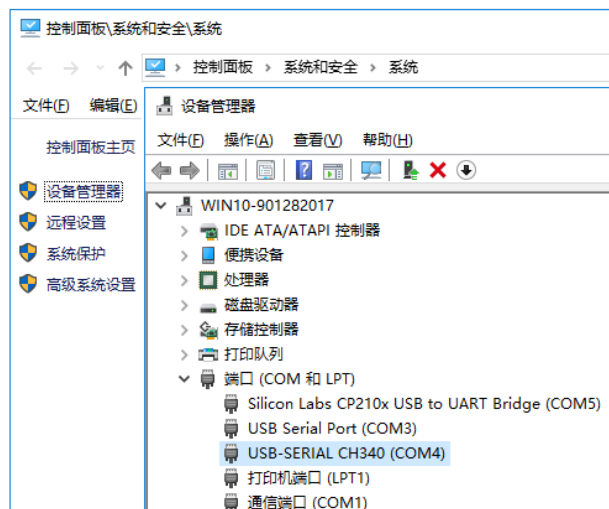 控制面板\系统和安全\系统
控制面板 > 系统和安全 > 系统
文件(F) 编辑(E)
控制面板主页
设备管理器
远程设置
系统保护
高级系统设置
设备管理器
文件(F) 操作(A) 查看(V) 帮助(H)
WIN10-901282017
IDE ATA/ATAPI 控制器
便携设备
处理器
磁盘驱动器
存储控制器
打印队列
端口 (COM 和 LPT)
Silicon Labs CP210x USB to UART Bridge (COM5)
USB Serial Port (COM3)
USB-SERIAL CH340 (COM4)
打印机端口 (LPT1)
通信端口 (COM1)